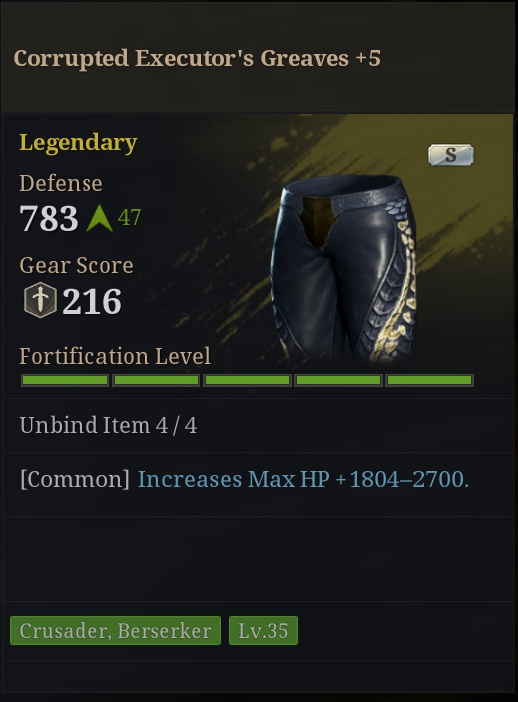 Corrupted Executor's Greaves +5
Legendary
S
Defense
783 47
Gear Score
216
Fortification Level
Unbind Item 4 / 4
[Common] Increases Max HP +1804–2700.
Crusader, Berserker Lv.35